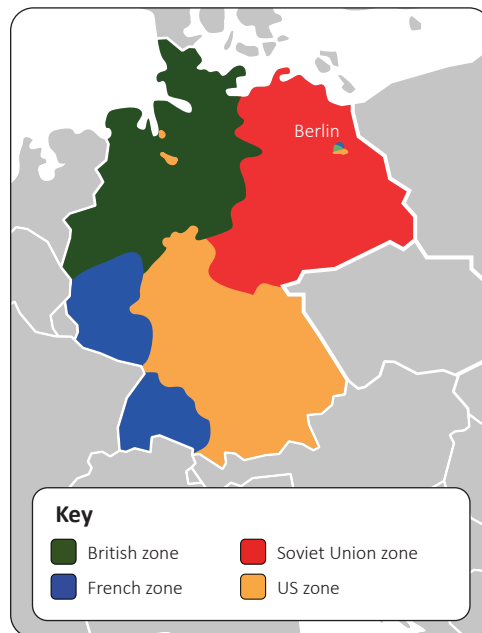 Berlin
Key
British zone
Soviet Union zone
French zone
US zone